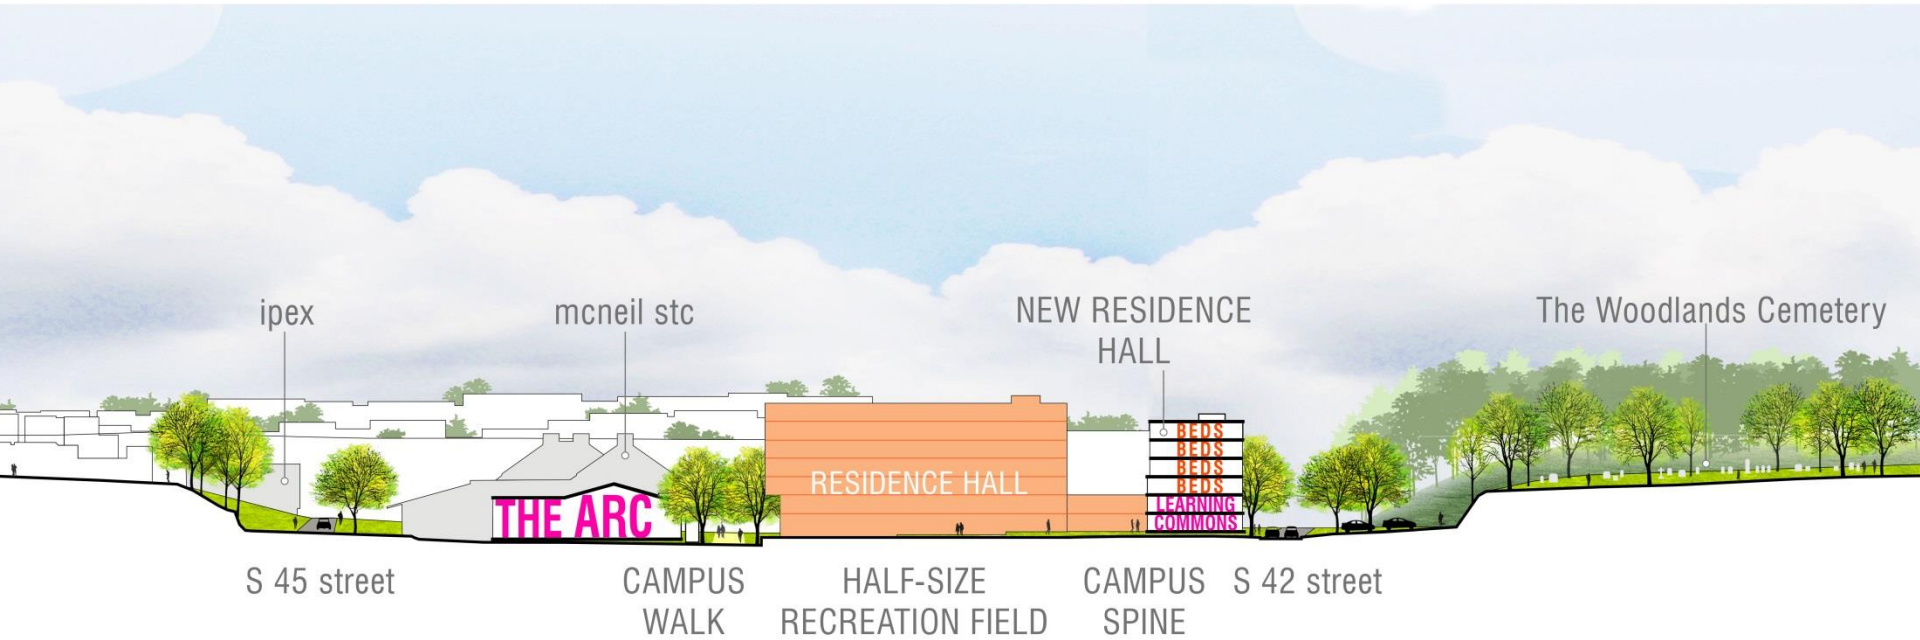 ipex
mcneil stc
NEW RESIDENCE
HALL
The Woodlands Cemetery
BEDS
BEDS
BEDS
BEDS
LEARNING
COMMONS
RESIDENCE HALL
THE ARC
S 45 street
CAMPUS
WALK
HALF-SIZE
RECREATION FIELD
CAMPUS
SPINE
S 42 street